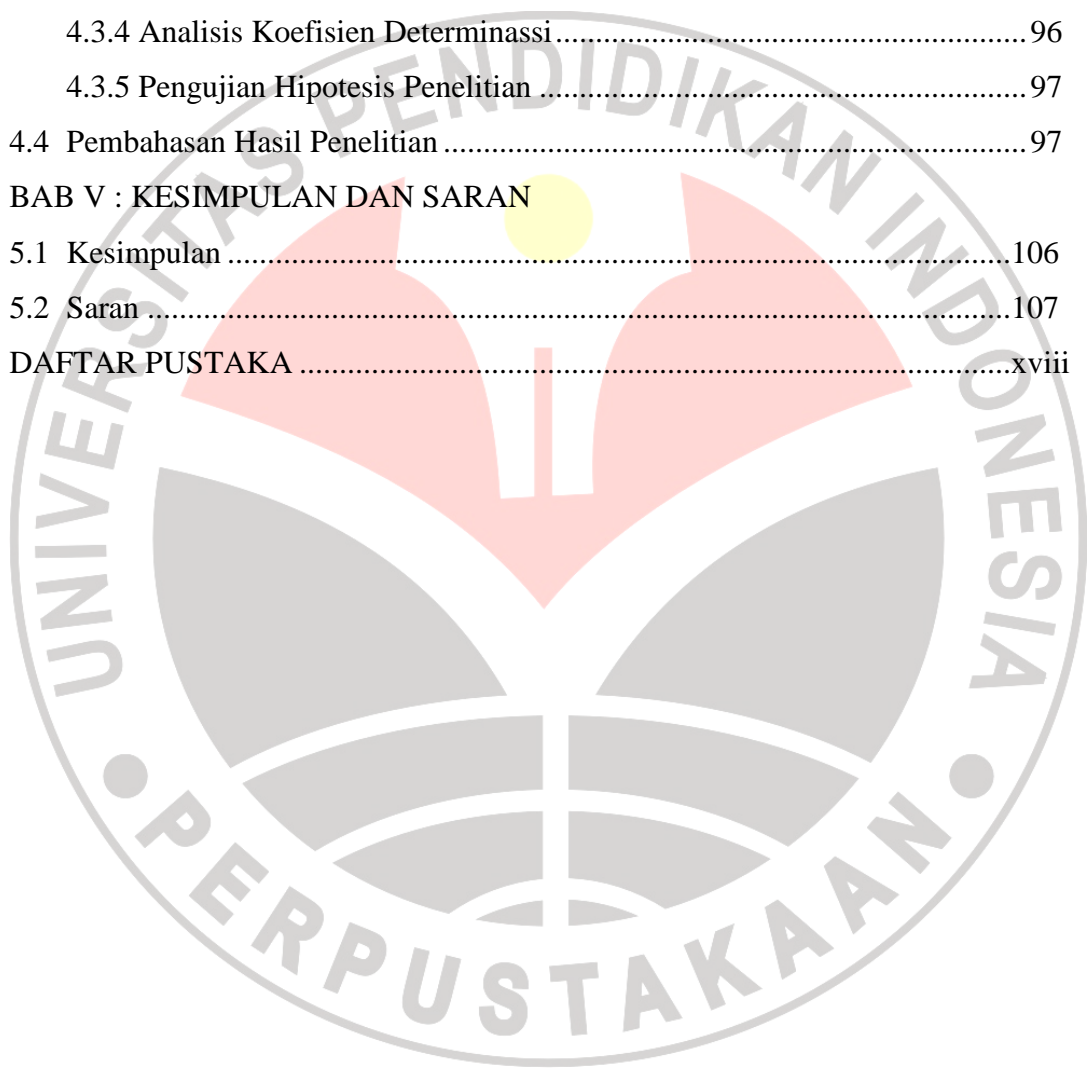 4.3.4 Analisis Koefisien Determinassi............................................................96
4.3.5 Pengujian Hipotesis Penelitian ..............................................................97
4.4 Pembahasan Hasil Penelitian..........................................................................97
BAB V : KESIMPULAN DAN SARAN
5.1 Kesimpulan ....................................................................................................106
5.2 Saran ..............................................................................................................107
DAFTAR PUSTAKA ...........................................................................................xviii
UNIVERSITAS PENDIDIKAN INDONESIA
PERPUSTAKAAN